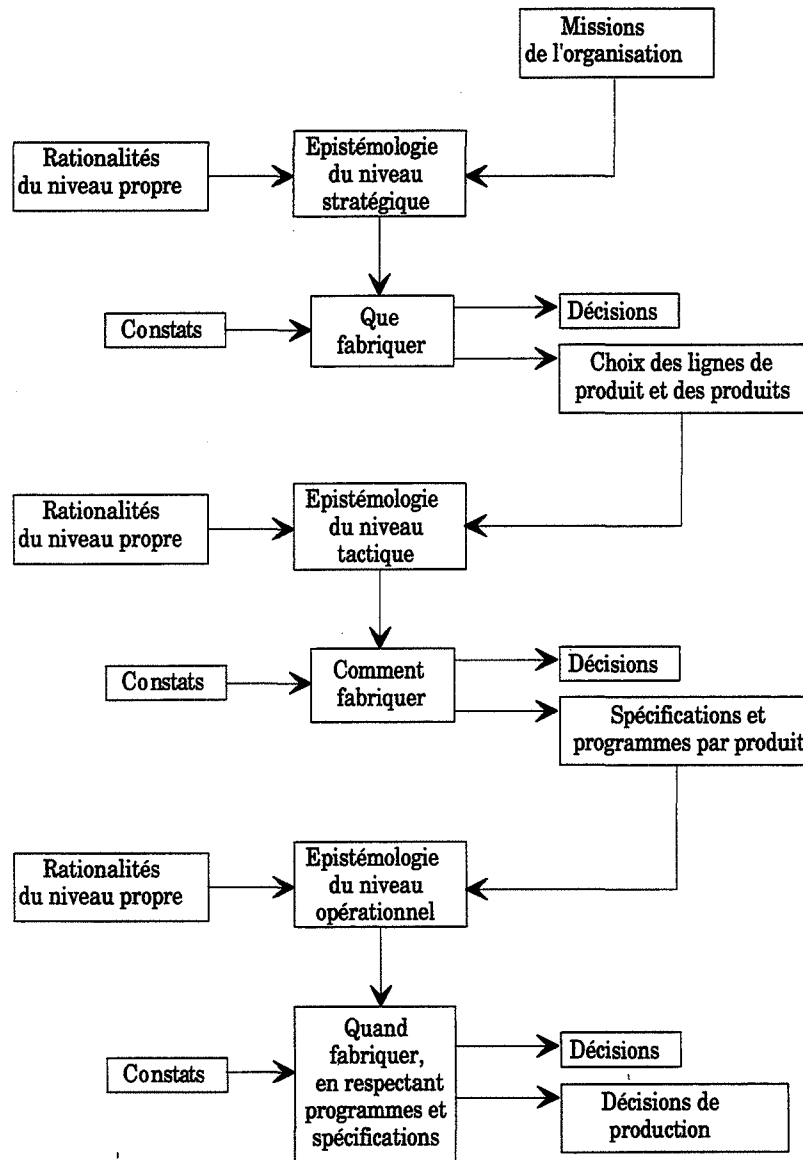 Missions
de l'organisation
Rationalités
du niveau propre
Epistémologie
du niveau
stratégique
Constats
Que
fabriquer
Décisions
Choix des lignes de
produit et des produits
Rationalités
du niveau propre
Epistémologie
du niveau
tactique
Constats
Comment
fabriquer
Décisions
Spécifications et
programmes par produit
Rationalités
du niveau propre
Epistémologie
du niveau
opérationnel
Constats
Quand
fabriquer,
en respectant
programmes et
spécifications
Décisions
Décisions de
production